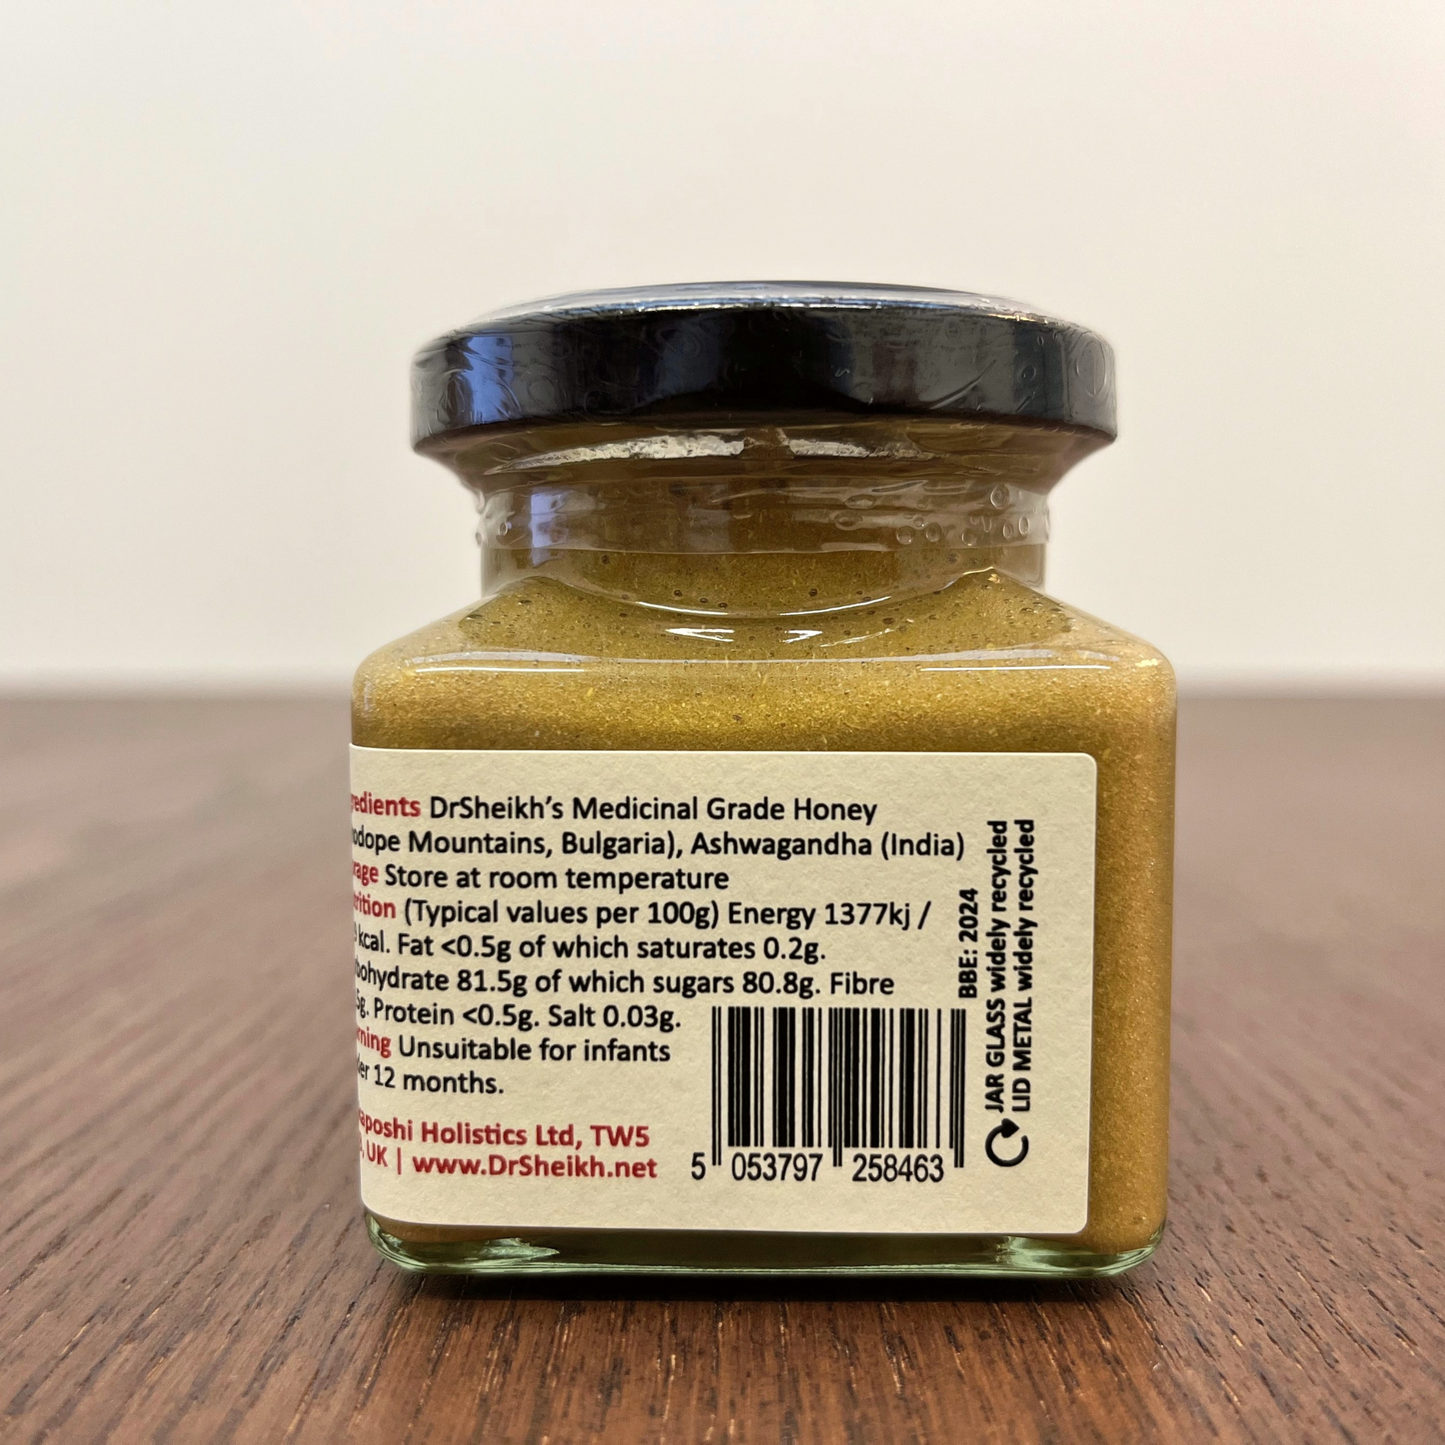 redients DrSheikh's Medicinal Grade Honey
odope Mountains, Bulgaria), Ashwagandha (India)
rage Store at room temperature
rition (Typical values per 100g) Energy 1377kj /
kcal. Fat <0.5g of which saturates 0.2g.
bohydrate 81.5g of which sugars 80.8g. Fibre
5g. Protein <0.5g. Salt 0.03g.
rning Unsuitable for infants
er 12 months.
aposhi Holistics Ltd, TW5
UK | www.DrSheikh.net
5 053797 258463
BBE: 2024
JAR GLASS widely recycled
LID METAL widely recycled